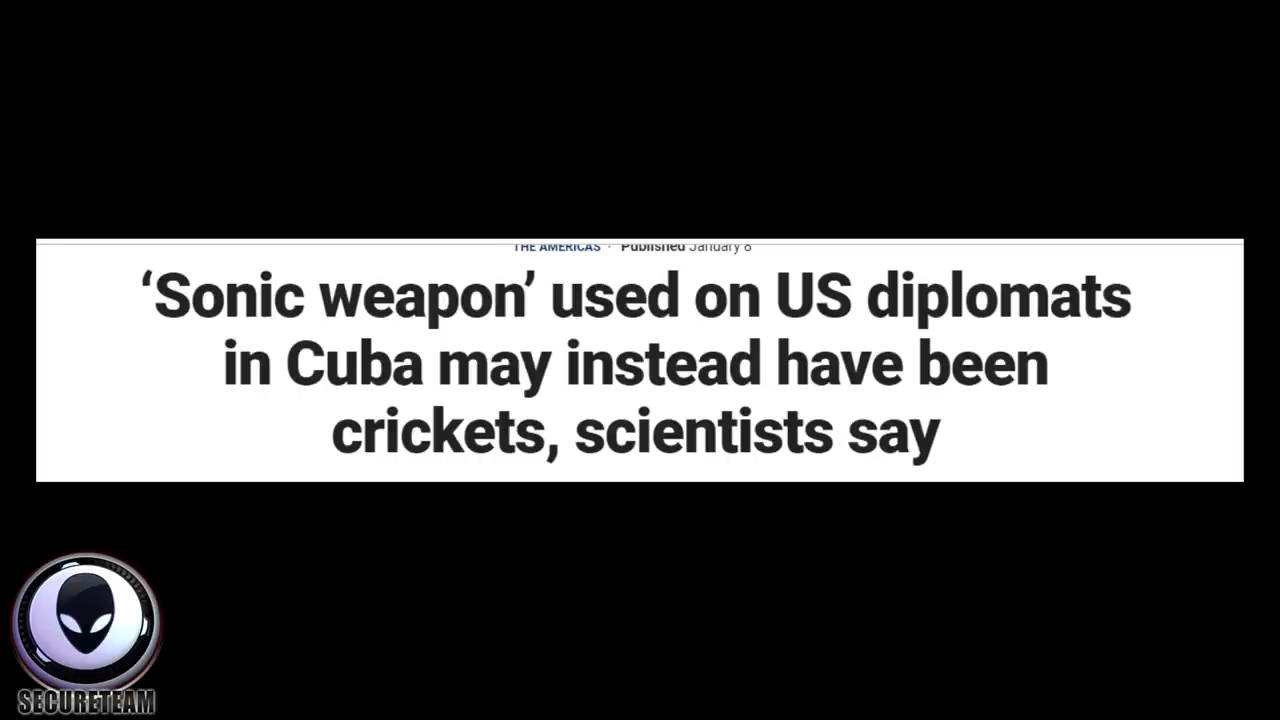 THE AMERICAS · Published January 8
‘Sonic weapon’ used on US diplomats
in Cuba may instead have been
crickets, scientists say
SECURETEAM